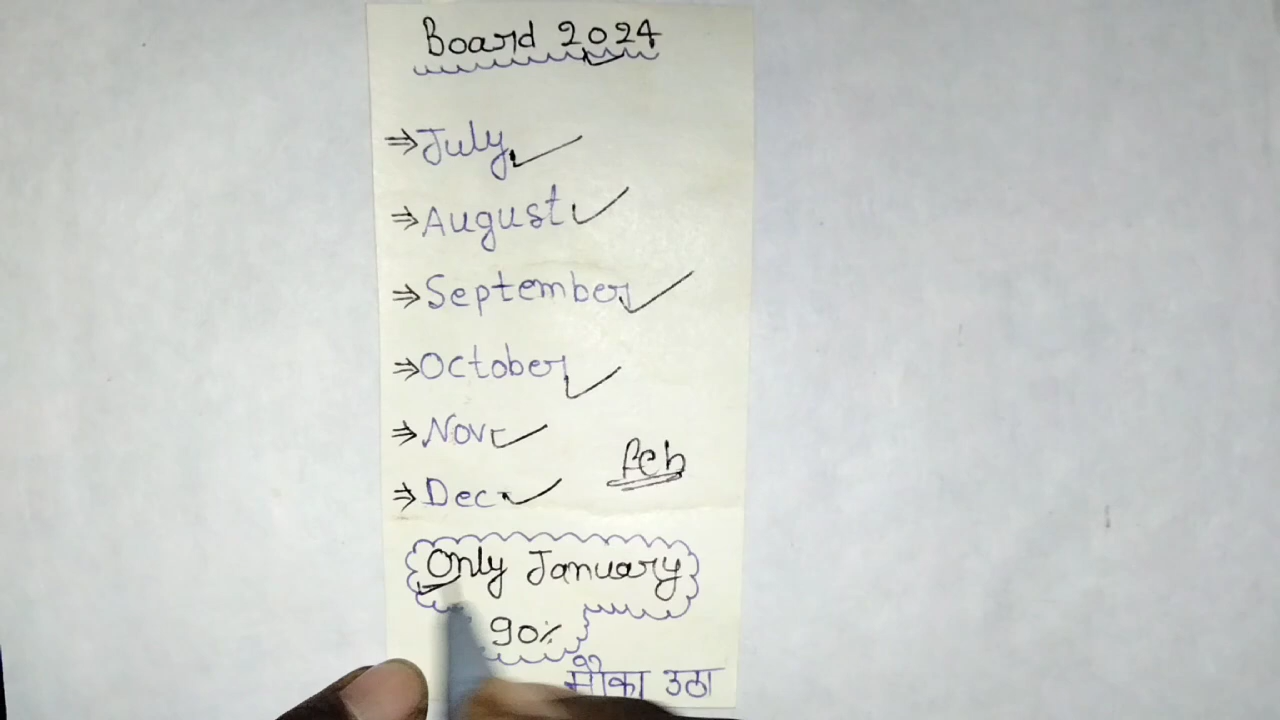 Board 2024
⇒July ✓
⇒August ✓
⇒September ✓
⇒October ✓
⇒Nov ✓
⇒Dec ✓
Feb
Only January
90%
मौका उठा